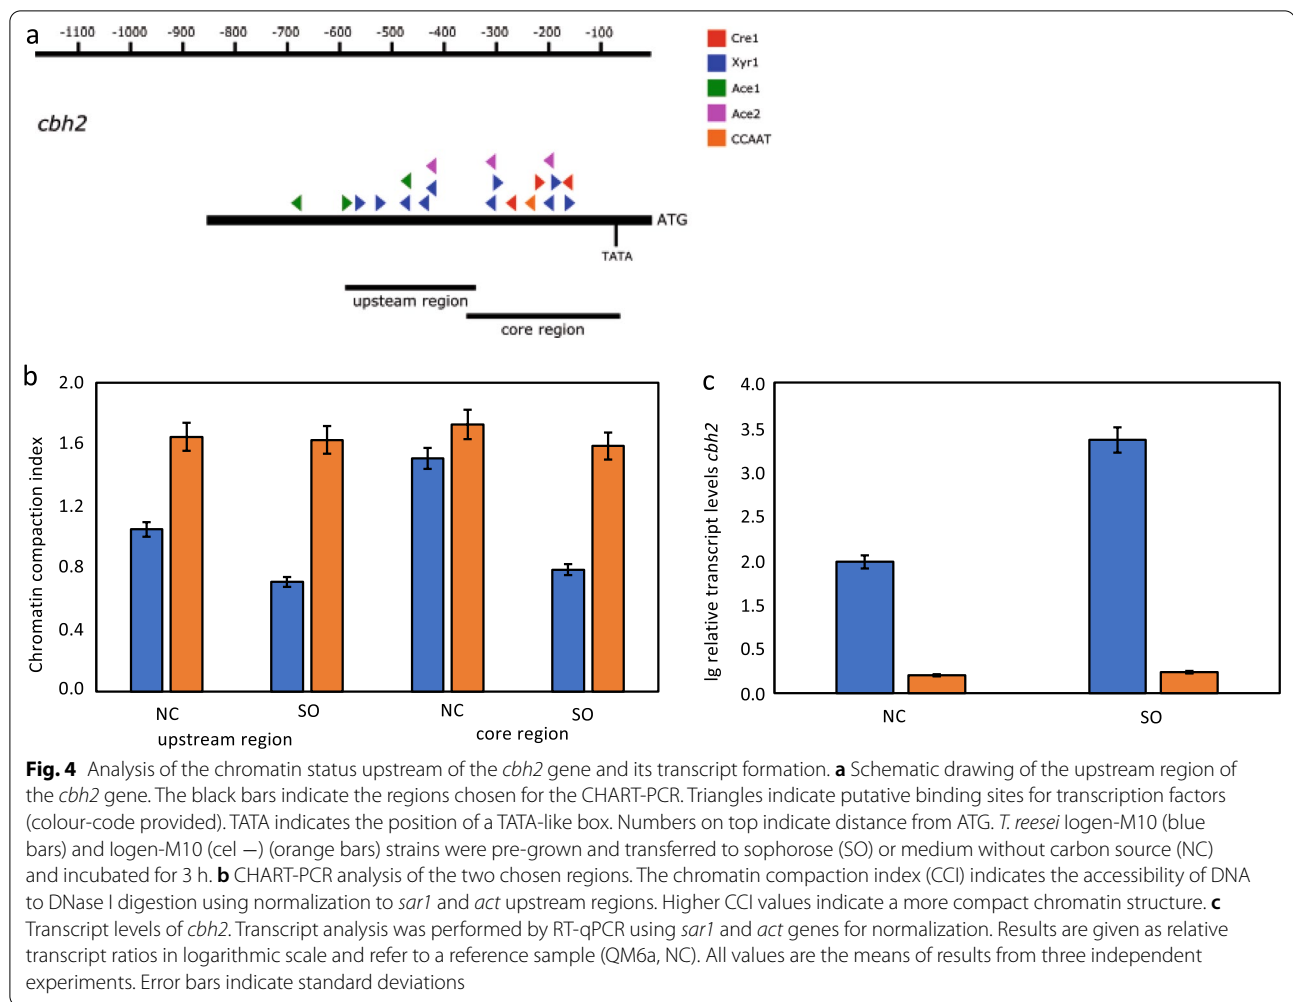 a
-1100 -1000 -900 -800 -700 -600 -500 -400 -300 -200 -100
Cre1
Xyr1
Ace1
Ace2
CCAAT
cbh2
ATG
TATA
upsteam region
core region
b
Chromatin compaction index
2.0
1.6
1.2
0.8
0.4
0.0
NC SO NC SO
upstream region core region
c
lg relative transcript levels cbh2
4.0
3.5
3.0
2.5
2.0
1.5
0.5
0.0
NC SO
Fig. 4 Analysis of the chromatin status upstream of the cbh2 gene and its transcript formation. a Schematic drawing of the upstream region of
the cbh2 gene. The black bars indicate the regions chosen for the CHART-PCR. Triangles indicate putative binding sites for transcription factors
(colour-code provided). TATA indicates the position of a TATA-like box. Numbers on top indicate distance from ATG. T. reesei Iogen-M10 (blue
bars) and Iogen-M10 (cel −) (orange bars) strains were pre-grown and transferred to sophorose (SO) or medium without carbon source (NC)
and incubated for 3 h. b CHART-PCR analysis of the two chosen regions. The chromatin compaction index (CCI) indicates the accessibility of DNA
to DNase I digestion using normalization to sar1 and act upstream regions. Higher CCI values indicate a more compact chromatin structure. c
Transcript levels of cbh2. Transcript analysis was performed by RT-qPCR using sar1 and act genes for normalization. Results are given as relative
transcript ratios in logarithmic scale and refer to a reference sample (QM6a, NC). All values are the means of results from three independent
experiments. Error bars indicate standard deviations